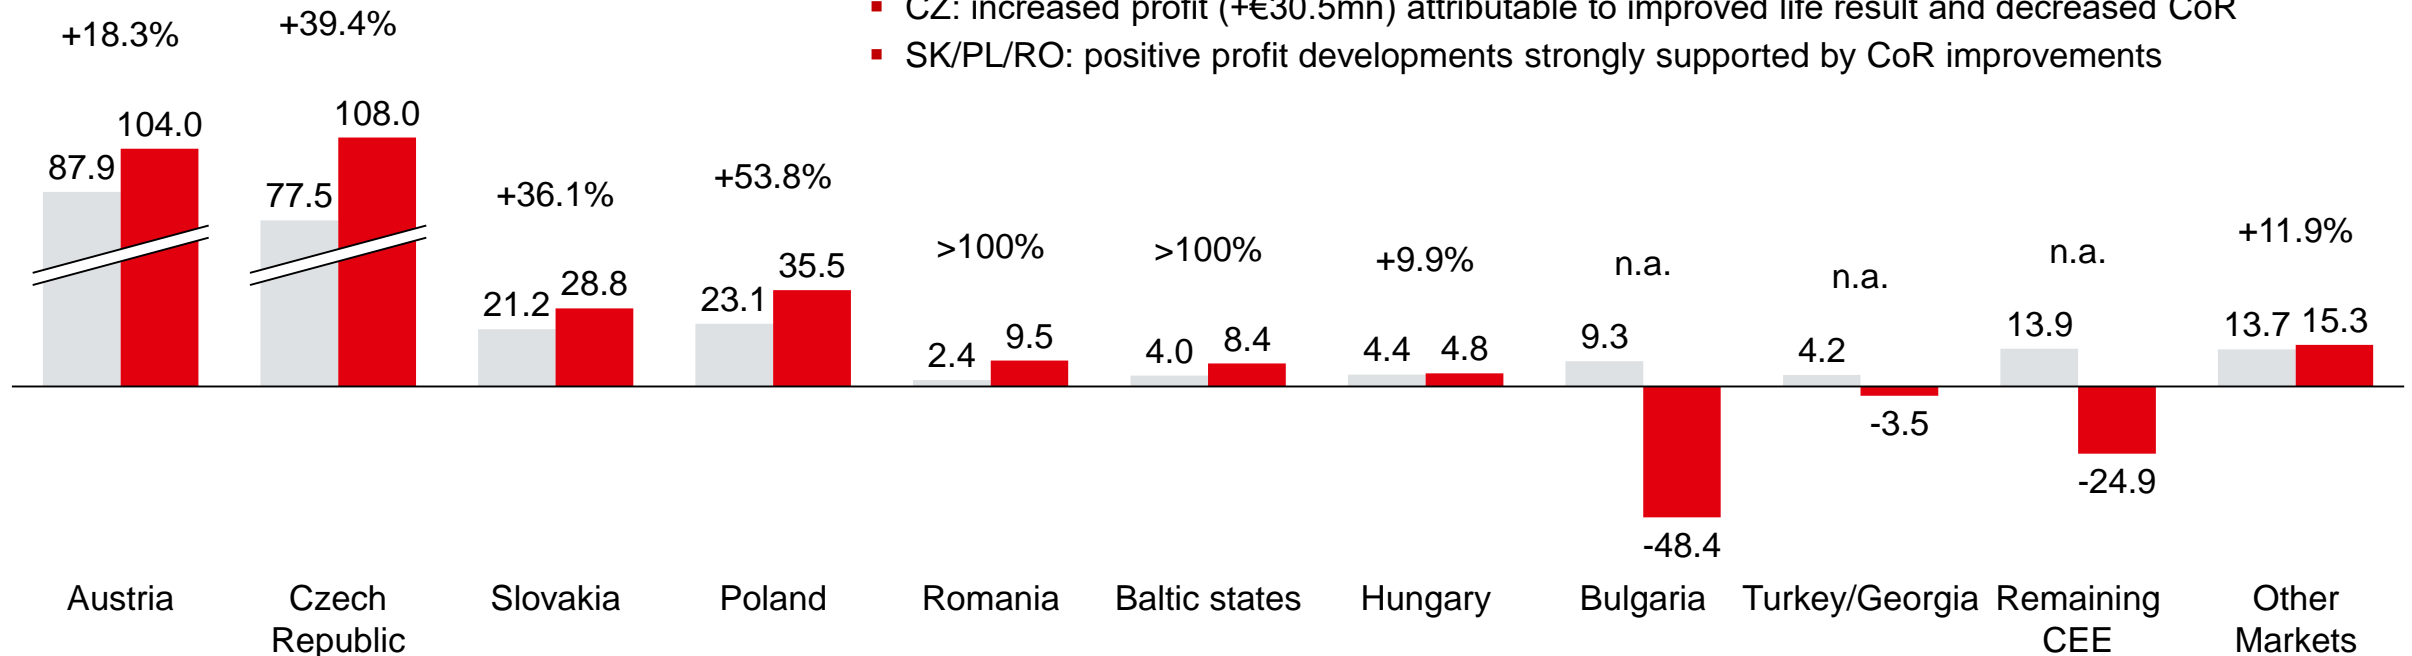 ▪ CZ: increased profit (+€30.5mn) attributable to improved life result and decreased CoR
▪ SK/PL/RO: positive profit developments strongly supported by CoR improvements
+18.3%
+39.4%
+36.1%
+53.8%
>100%
>100%
+9.9%
n.a.
n.a.
n.a.
+11.9%
87.9
104.0
77.5
108.0
21.2
28.8
23.1
35.5
2.4
9.5
4.0
8.4
4.4
4.8
9.3
-48.4
4.2
-3.5
13.9
-24.9
13.7
15.3
Austria
Czech
Republic
Slovakia
Poland
Romania
Baltic states
Hungary
Bulgaria
Turkey/Georgia
Remaining
CEE
Other
Markets